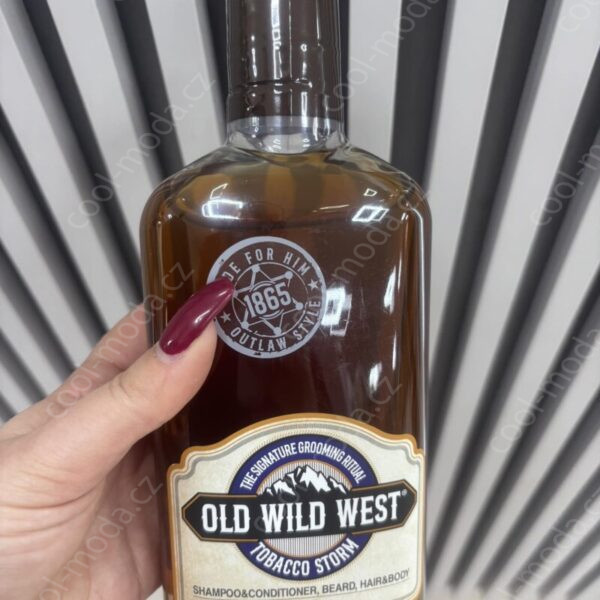 DE FOR HIM
1865
OUTLAW STYLE
THE SIGNATURE GROOMING RITUAL
OLD WILD WEST®
TOBACCO STORM
SHAMPOO&CONDITIONER, BEARD, HAIR&BODY
cool-moda.cz